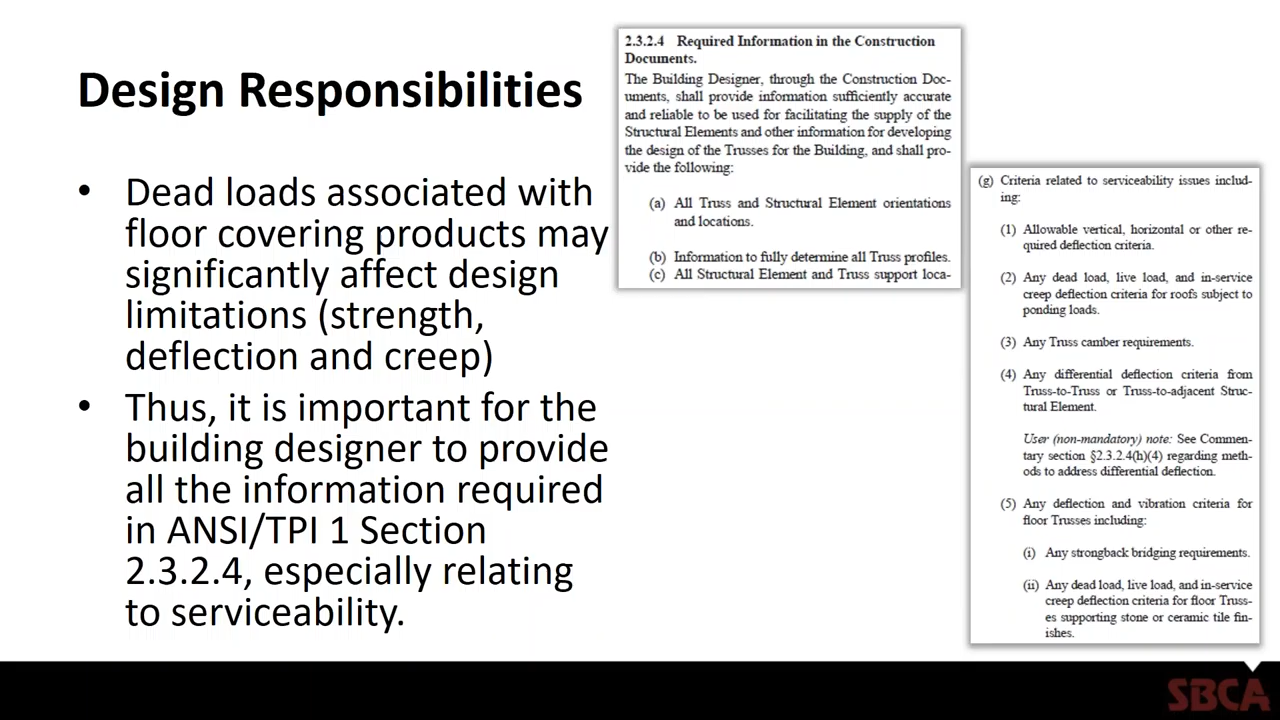 Design Responsibilities
• Dead loads associated with
floor covering products may
significantly affect design
limitations (strength,
deflection and creep)
• Thus, it is important for the
building designer to provide
all the information required
in ANSI/TPI 1 Section
2.3.2.4, especially relating
to serviceability.
2.3.2.4 Required Information in the Construction
Documents.
The Building Designer, through the Construction Doc-
uments, shall provide information sufficiently accurate
and reliable to be used for facilitating the supply of the
Structural Elements and other information for developing
the design of the Trusses for the Building, and shall pro-
vide the following:
(a) All Truss and Structural Element orientations
and locations.
(b) Information to fully determine all Truss profiles.
(c) All Structural Element and Truss support loca-
(g) Criteria related to serviceability issues includ-
ing:
(1) Allowable vertical, horizontal or other re-
quired deflection criteria.
(2) Any dead load, live load, and in-service
creep deflection criteria for roofs subject to
ponding loads.
(3) Any Truss camber requirements.
(4) Any differential deflection criteria from
Truss-to-Truss or Truss-to-adjacent Struc-
tural Element.
User (non-mandatory) note: See Commen-
tary section §2.3.2.4(h)(4) regarding meth-
ods to address differential deflection.
(5) Any deflection and vibration criteria for
floor Trusses including:
(i) Any strongback bridging requirements.
(ii) Any dead load, live load, and in-service
creep deflection criteria for floor Truss-
es supporting stone or ceramic tile fin-
ishes.
SBCA